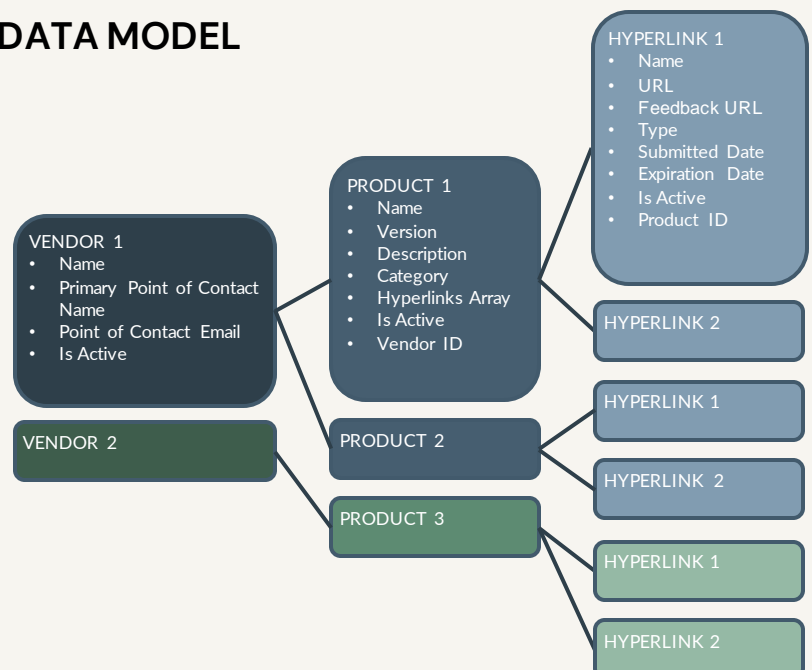 DATA MODEL
VENDOR 1
• Name
• Primary Point of Contact
Name
• Point of Contact Email
• Is Active
VENDOR 2
PRODUCT 1
• Name
• Version
• Description
• Category
• Hyperlinks Array
• Is Active
• Vendor ID
PRODUCT 2
PRODUCT 3
HYPERLINK 1
• Name
• URL
• Feedback URL
• Type
• Submitted Date
• Expiration Date
• Is Active
• Product ID
HYPERLINK 2
HYPERLINK 1
HYPERLINK 2
HYPERLINK 1
HYPERLINK 2